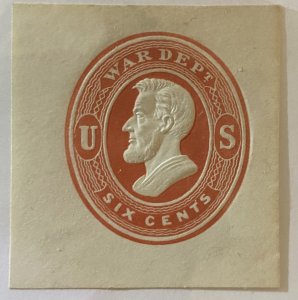 WAR DEPT.
U S
SIX CENTS